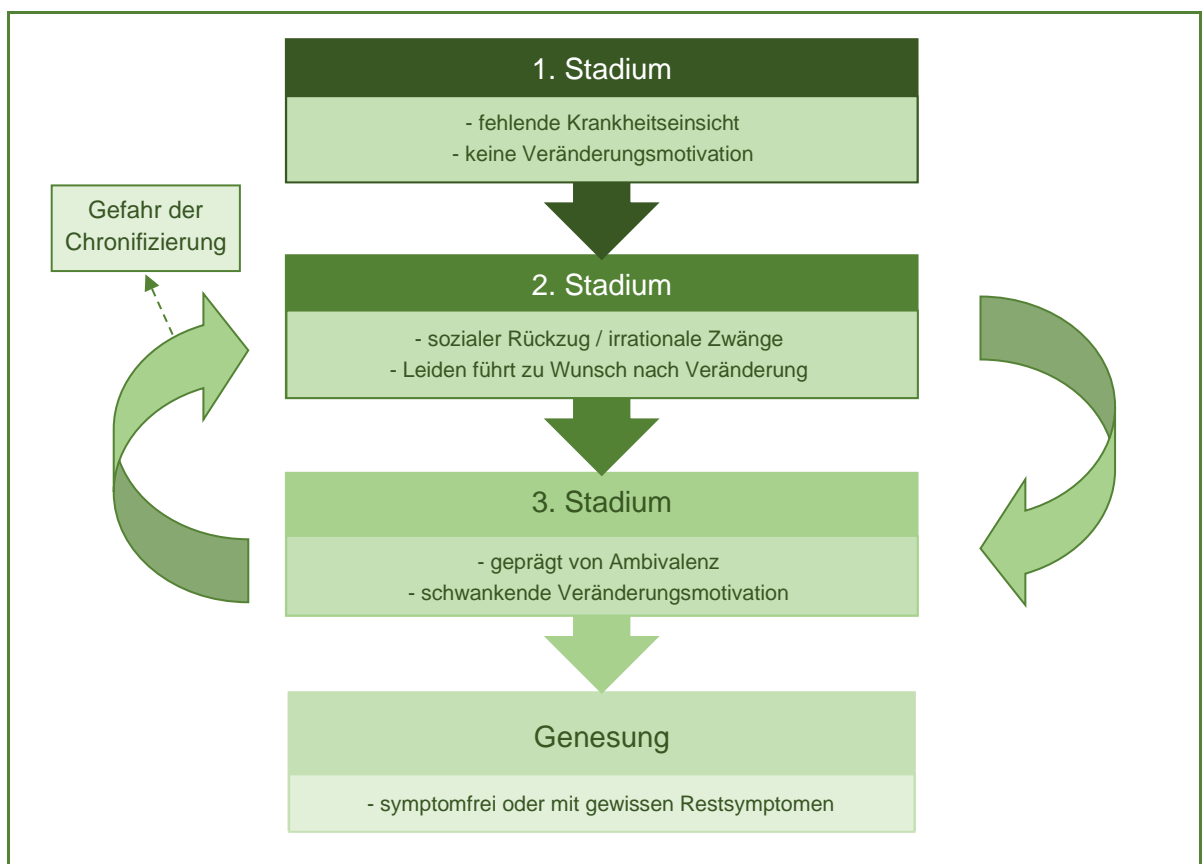 1. Stadium
- fehlende Krankheitseinsicht
- keine Veränderungsmotivation
Gefahr der
Chronifizierung
2. Stadium
- sozialer Rückzug / irrationale Zwänge
- Leiden führt zu Wunsch nach Veränderung
3. Stadium
- geprägt von Ambivalenz
- schwankende Veränderungsmotivation
Genesung
- symptomfrei oder mit gewissen Restsymptomen